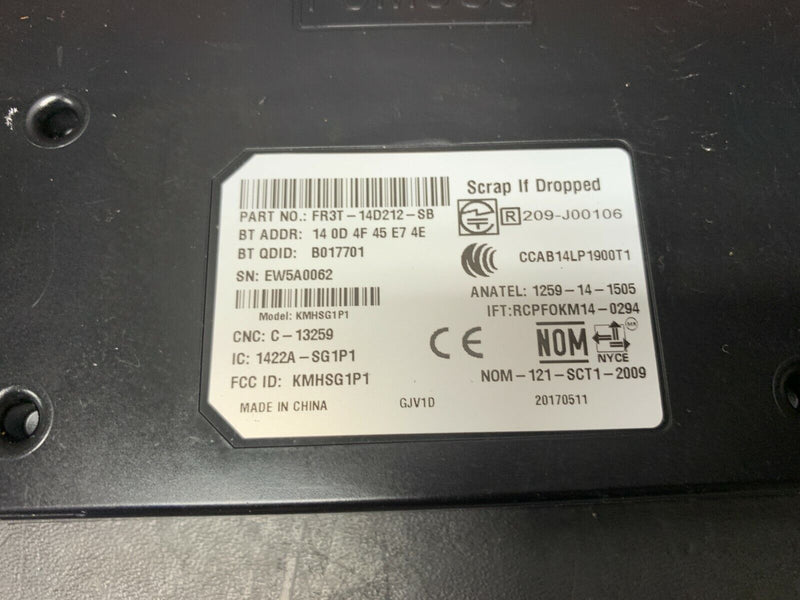 Scrap If Dropped
PART NO.: FR3T-14D212-SB
R 209-J00106
BT ADDR: 14 0D 4F 45 E7 4E
BT QDID: B017701
CCAB14LP1900T1
SN: EW5A0062
ANATEL: 1259-14-1505
IFT:RCPFOKM14-0294
Model: KMHSG1P1
CNC: C-13259
CE
NOM
NYCE
IC: 1422A-SG1P1
FCC ID: KMHSG1P1
NOM-121-SCT1-2009
MADE IN CHINA
GJV1D
20170511